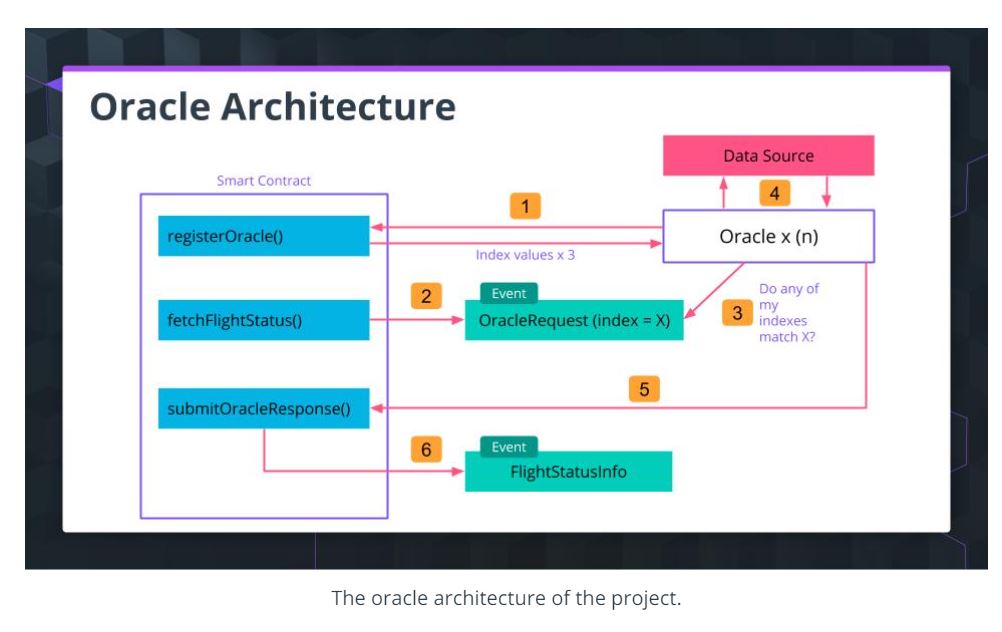 Oracle Architecture
Data Source
Smart Contract
1
4
registerOracle()
Oracle x (n)
Index values x 3
2
Event
fetchFlightStatus()
OracleRequest (index = X)
3
Do any of
my
indexes
match X?
5
submitOracleResponse()
6
Event
FlightStatusInfo
The oracle architecture of the project.